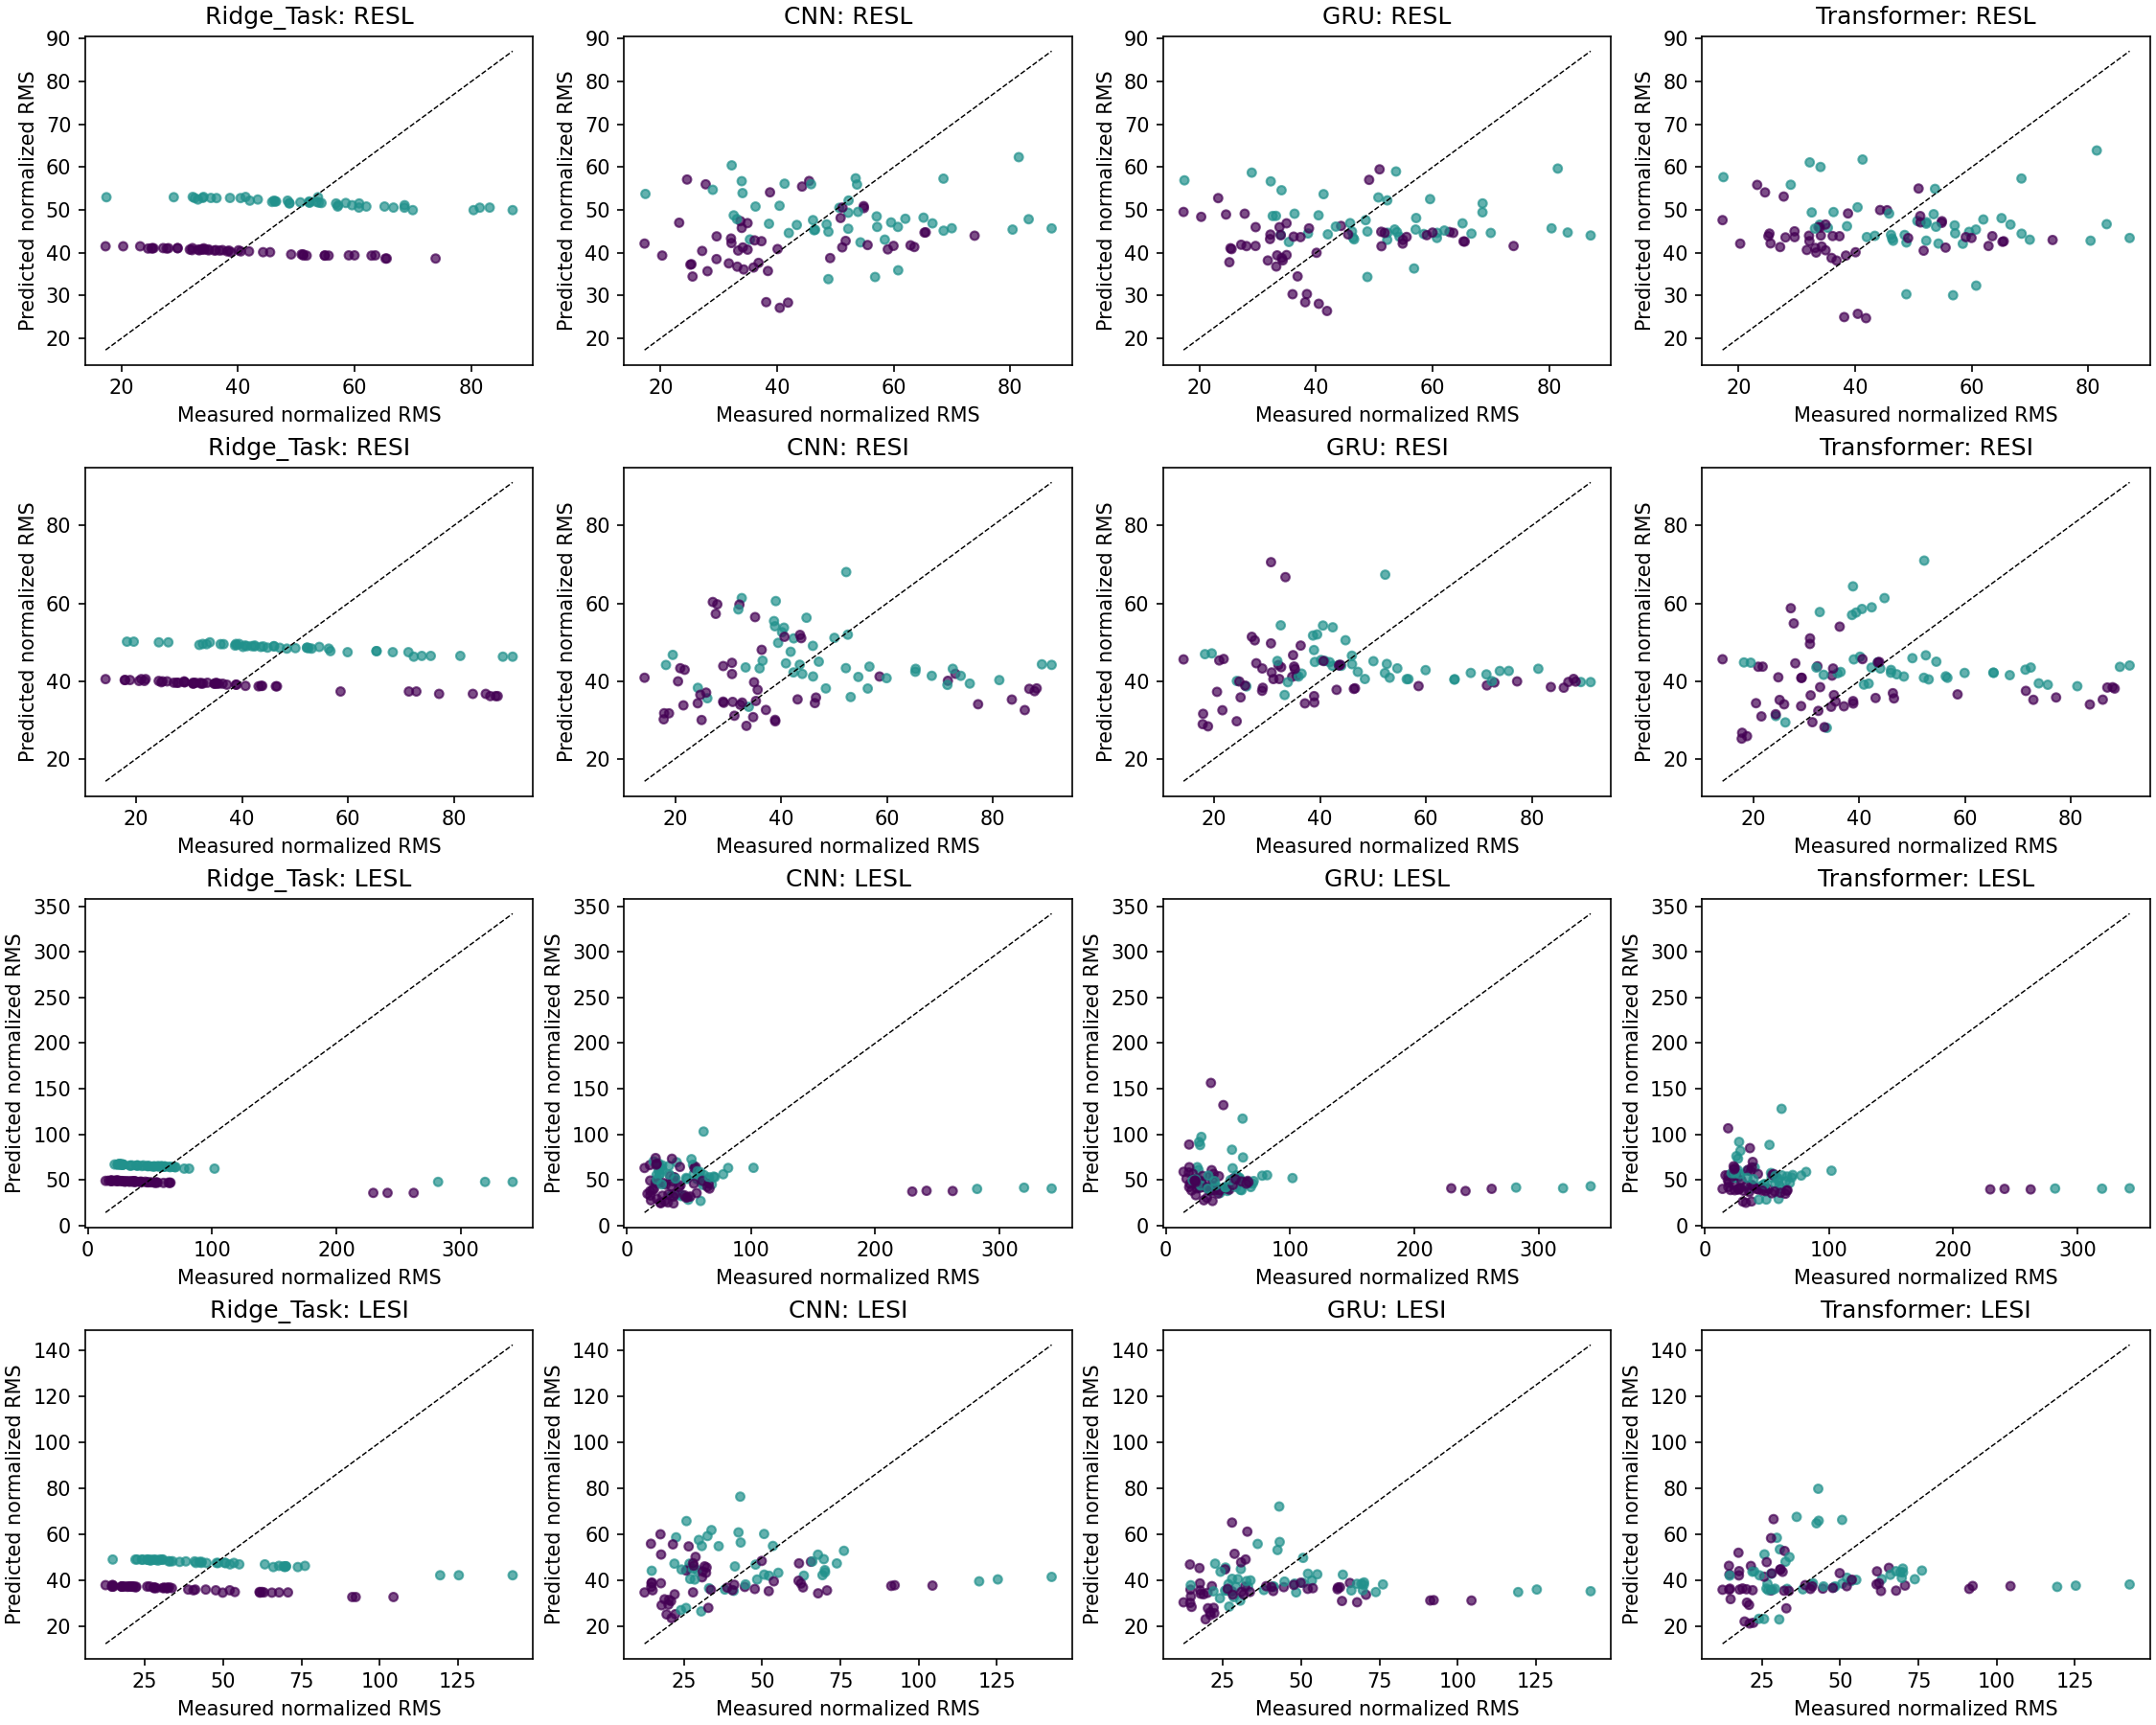 Ridge_Task: RESL
CNN: RESL
GRU: RESL
Transformer: RESL
Predicted normalized RMS
90
80
70
60
50
40
30
20
20 40 60 80
Measured normalized RMS
Predicted normalized RMS
90
80
70
60
50
40
30
20
20 40 60 80
Measured normalized RMS
Predicted normalized RMS
90
80
70
60
50
40
30
20
20 40 60 80
Measured normalized RMS
Predicted normalized RMS
90
80
70
60
50
40
30
20
20 40 60 80
Measured normalized RMS
Ridge_Task: RESI
CNN: RESI
GRU: RESI
Transformer: RESI
Predicted normalized RMS
80
60
40
20
20 40 60 80
Measured normalized RMS
Predicted normalized RMS
80
60
40
20
20 40 60 80
Measured normalized RMS
Predicted normalized RMS
80
60
40
20
20 40 60 80
Measured normalized RMS
Predicted normalized RMS
80
60
40
20
20 40 60 80
Measured normalized RMS
Ridge_Task: LESL
CNN: LESL
GRU: LESL
Transformer: LESL
Predicted normalized RMS
350
300
250
200
150
100
50
0
0 100 200 300
Measured normalized RMS
Predicted normalized RMS
350
300
250
200
150
100
50
0
0 100 200 300
Measured normalized RMS
Predicted normalized RMS
350
300
250
200
150
100
50
0
0 100 200 300
Measured normalized RMS
Predicted normalized RMS
350
300
250
200
150
100
50
0
0 100 200 300
Measured normalized RMS
Ridge_Task: LESI
CNN: LESI
GRU: LESI
Transformer: LESI
Predicted normalized RMS
140
120
100
80
60
40
20
25 50 75 100 125
Measured normalized RMS
Predicted normalized RMS
140
120
100
80
60
40
20
25 50 75 100 125
Measured normalized RMS
Predicted normalized RMS
140
120
100
80
60
40
20
25 50 75 100 125
Measured normalized RMS
Predicted normalized RMS
140
120
100
80
60
40
20
25 50 75 100 125
Measured normalized RMS